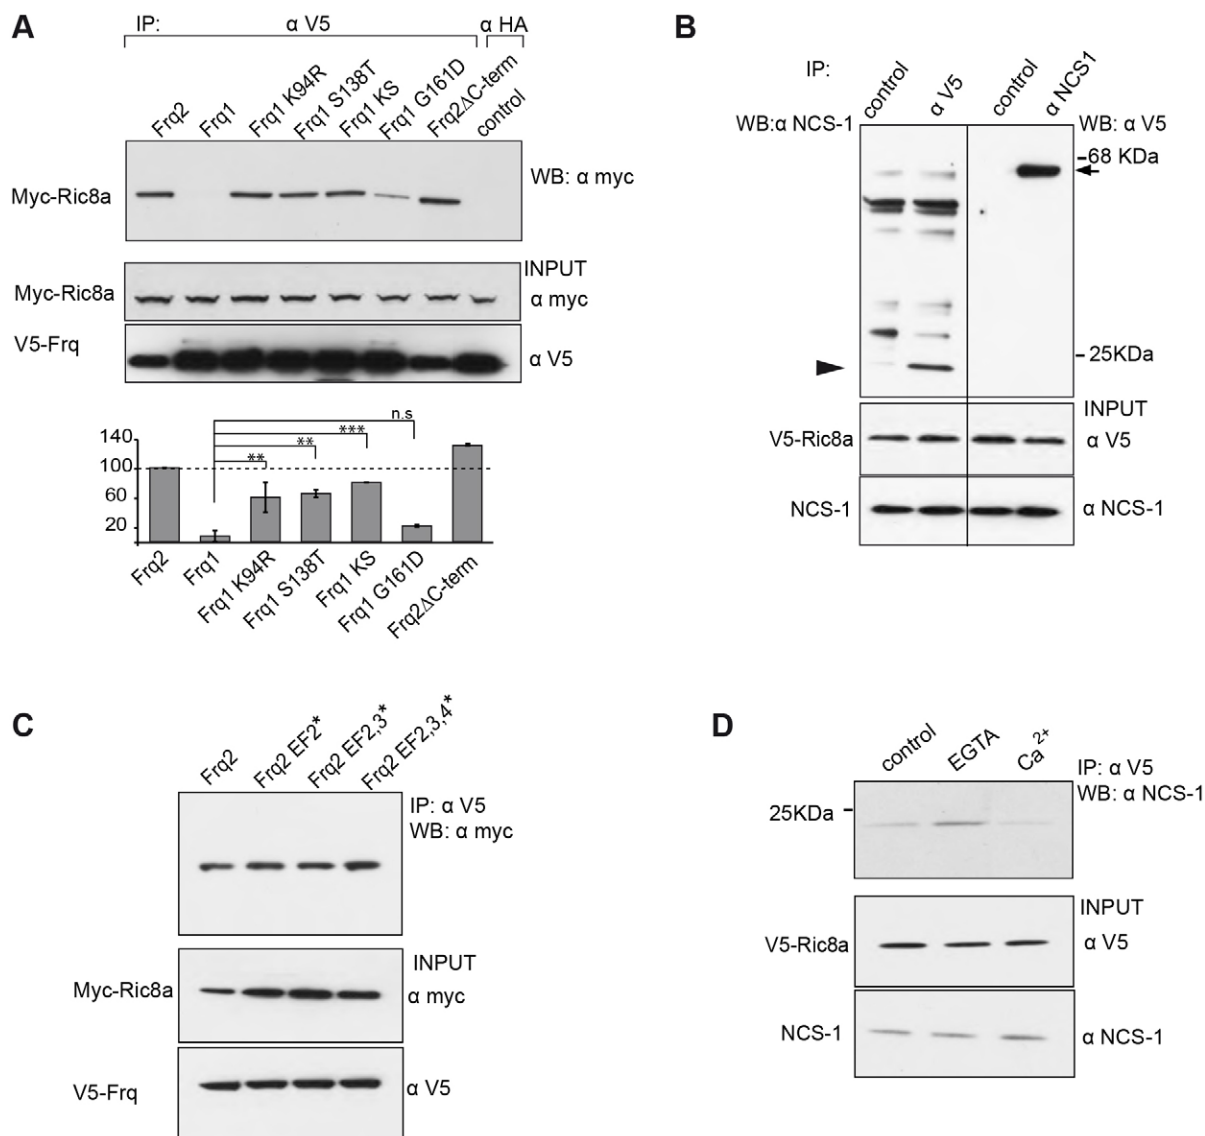 A
IP: α V5 α HA
Frq2 Frq1 Frq1 K94R Frq1 S138T Frq1 KS Frq1 G161D Frq2ΔC-term control
Myc-Ric8a WB: α myc
INPUT
Myc-Ric8a α myc
V5-Frq α V5
140
100
60
20
** ** *** n.s
Frq2 Frq1 Frq1 K94R Frq1 S138T Frq1 KS Frq1 G161D Frq2ΔC-term
B
IP: control α V5 control α NCS1
WB:α NCS-1 WB: α V5
68 KDa
25KDa
INPUT
V5-Ric8a α V5
NCS-1 α NCS-1
C
Frq2 Frq2 EF2* Frq2 EF2,3* Frq2 EF2,3,4*
IP: α V5
WB: α myc
INPUT
Myc-Ric8a α myc
V5-Frq α V5
D
control EGTA Ca2+
IP: α V5
WB: α NCS-1
25KDa
INPUT
V5-Ric8a α V5
NCS-1 α NCS-1